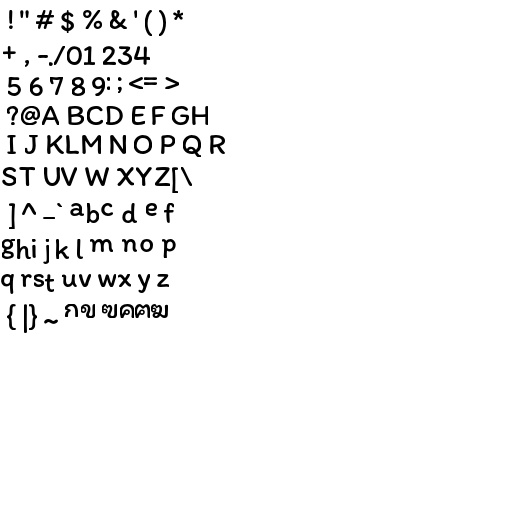 ! " # $ % & ' ( ) *
+ , -./01 234
5 6 7 8 9: ; <= >
?@A BCD E F GH
I J KLM N O P Q R
ST UV W XYZ[\
] ^ _` abc d e f
ghi j k l m no p
q rst uv wx y z
{ |} ~ กข ฃคฅฆ